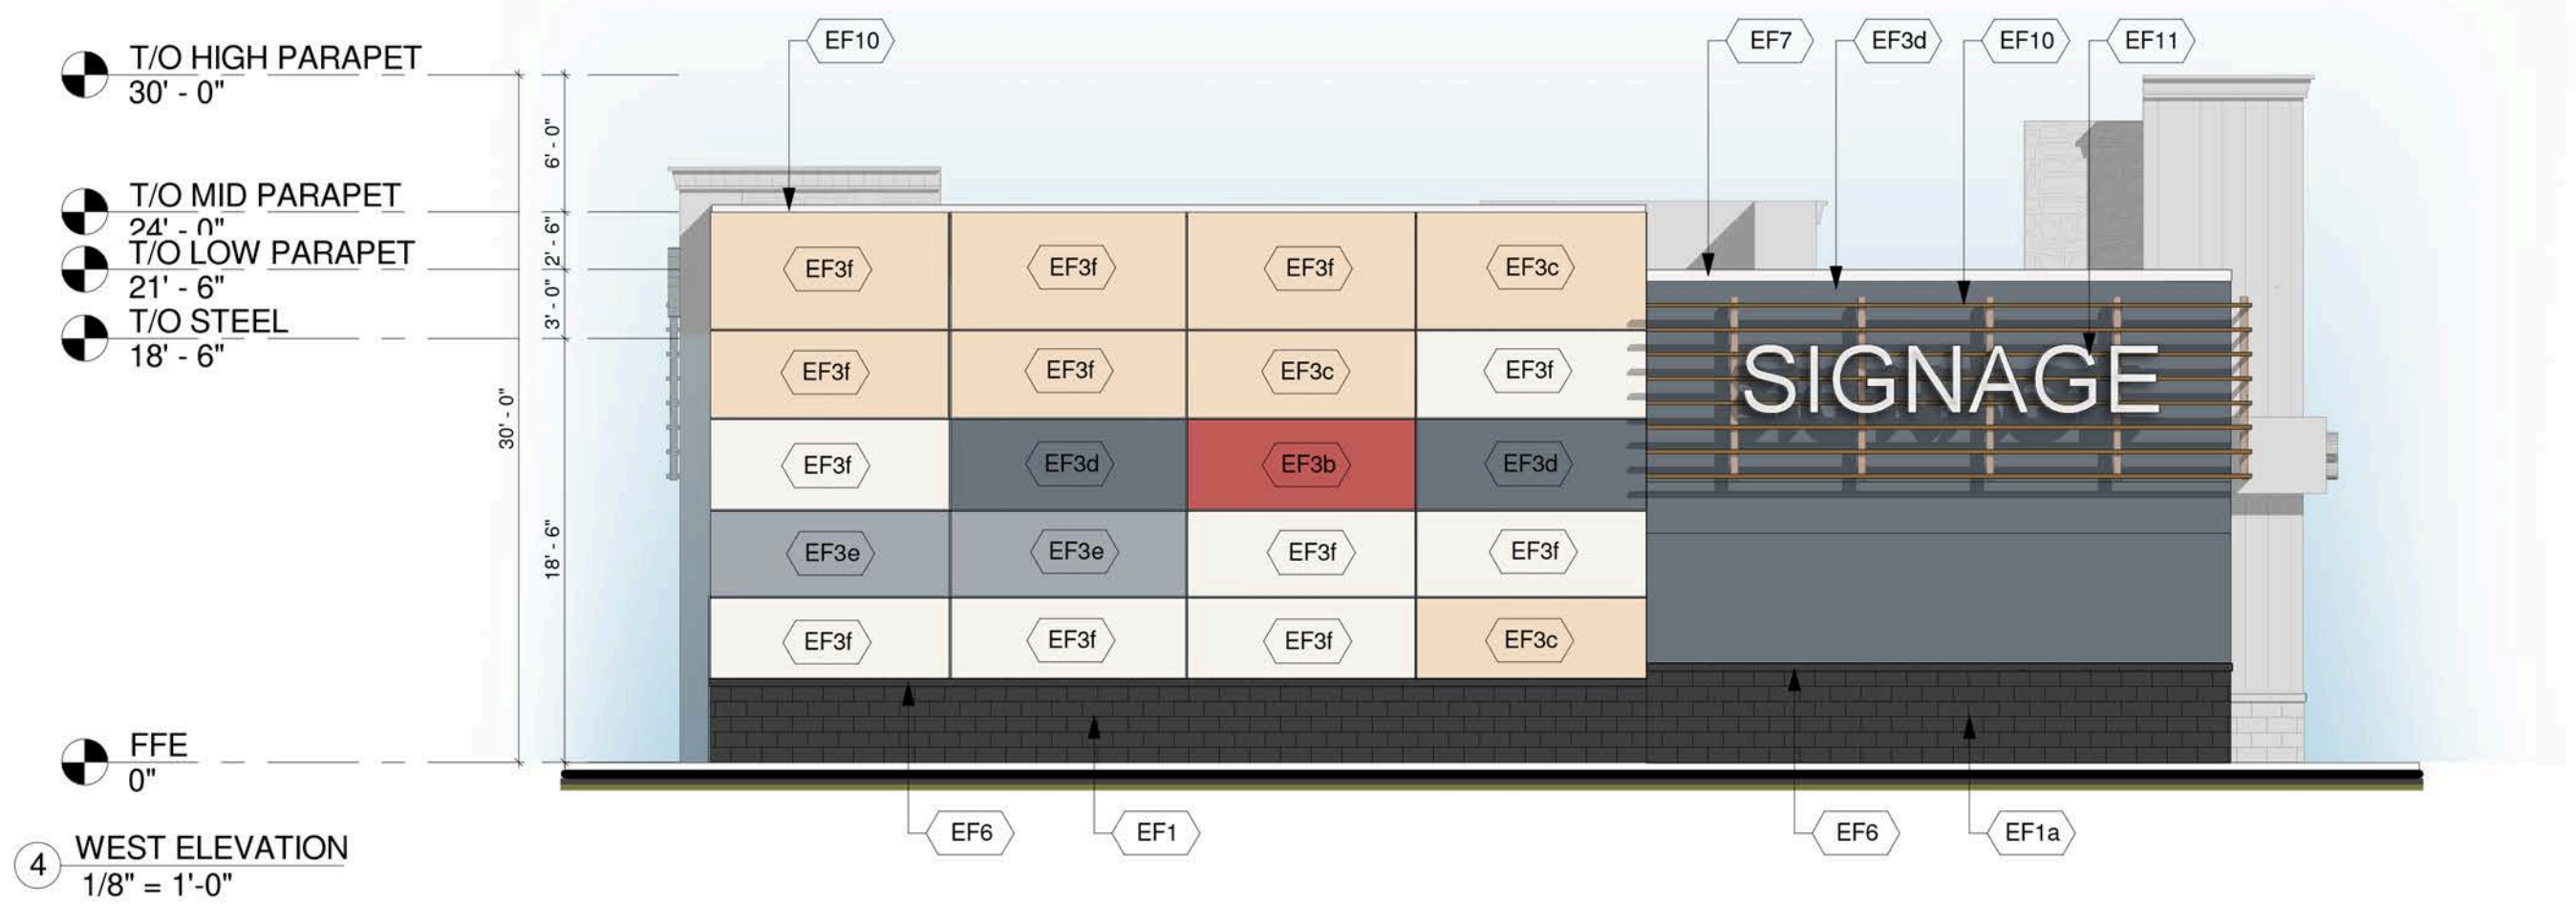 EF10
EF7
EF3d
EF10
EF11
T/O HIGH PARAPET
30' - 0"
T/O MID PARAPET
24' - 0"
T/O LOW PARAPET
21' - 6"
T/O STEEL
18' - 6"
6' - 0"
2' - 6"
3' - 0"
30' - 0"
18' - 6"
EF3f
EF3f
EF3f
EF3c
EF3f
EF3f
EF3c
EF3f
SIGNAGE
EF3f
EF3d
EF3b
EF3d
EF3e
EF3e
EF3f
EF3f
EF3f
EF3f
EF3f
EF3c
FFE
0"
EF6
EF1
EF6
EF1a
4
WEST ELEVATION
1/8" = 1'-0"